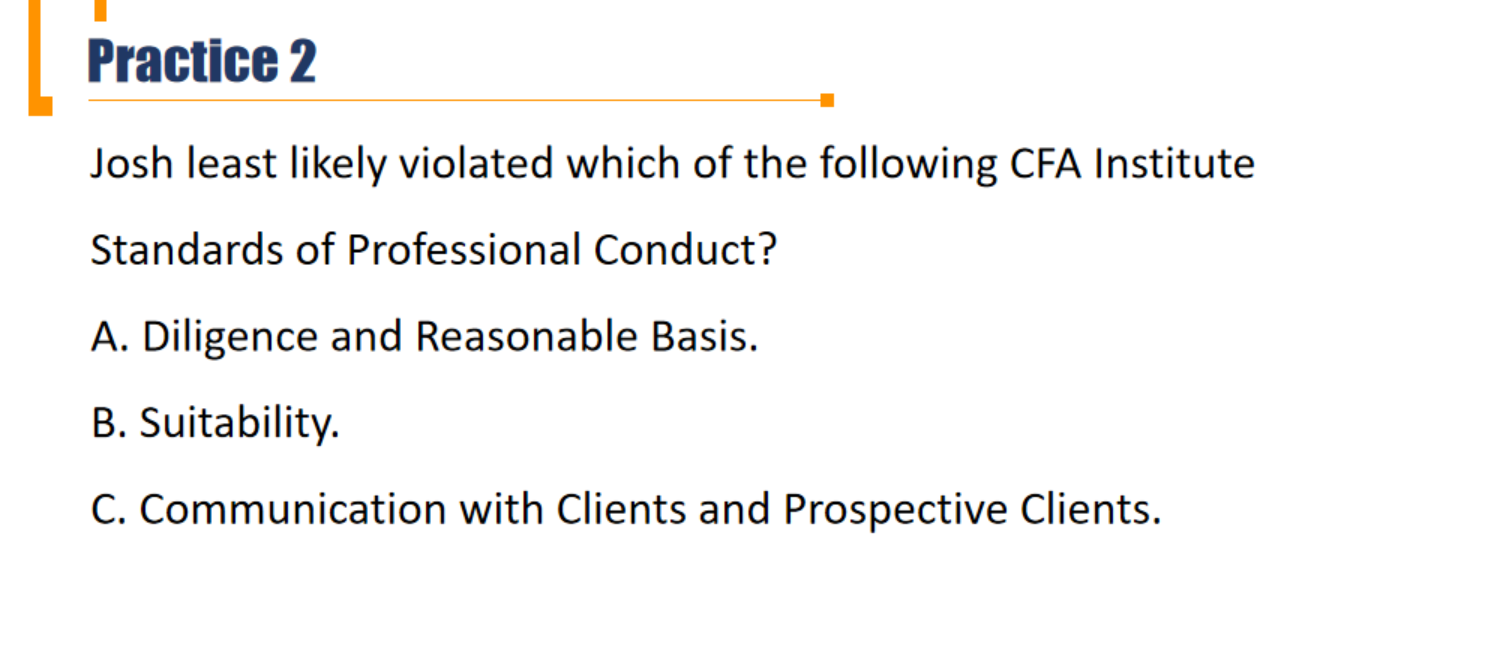 Practice 2
Josh least likely violated which of the following CFA Institute
Standards of Professional Conduct?
A. Diligence and Reasonable Basis.
B. Suitability.
C. Communication with Clients and Prospective Clients.